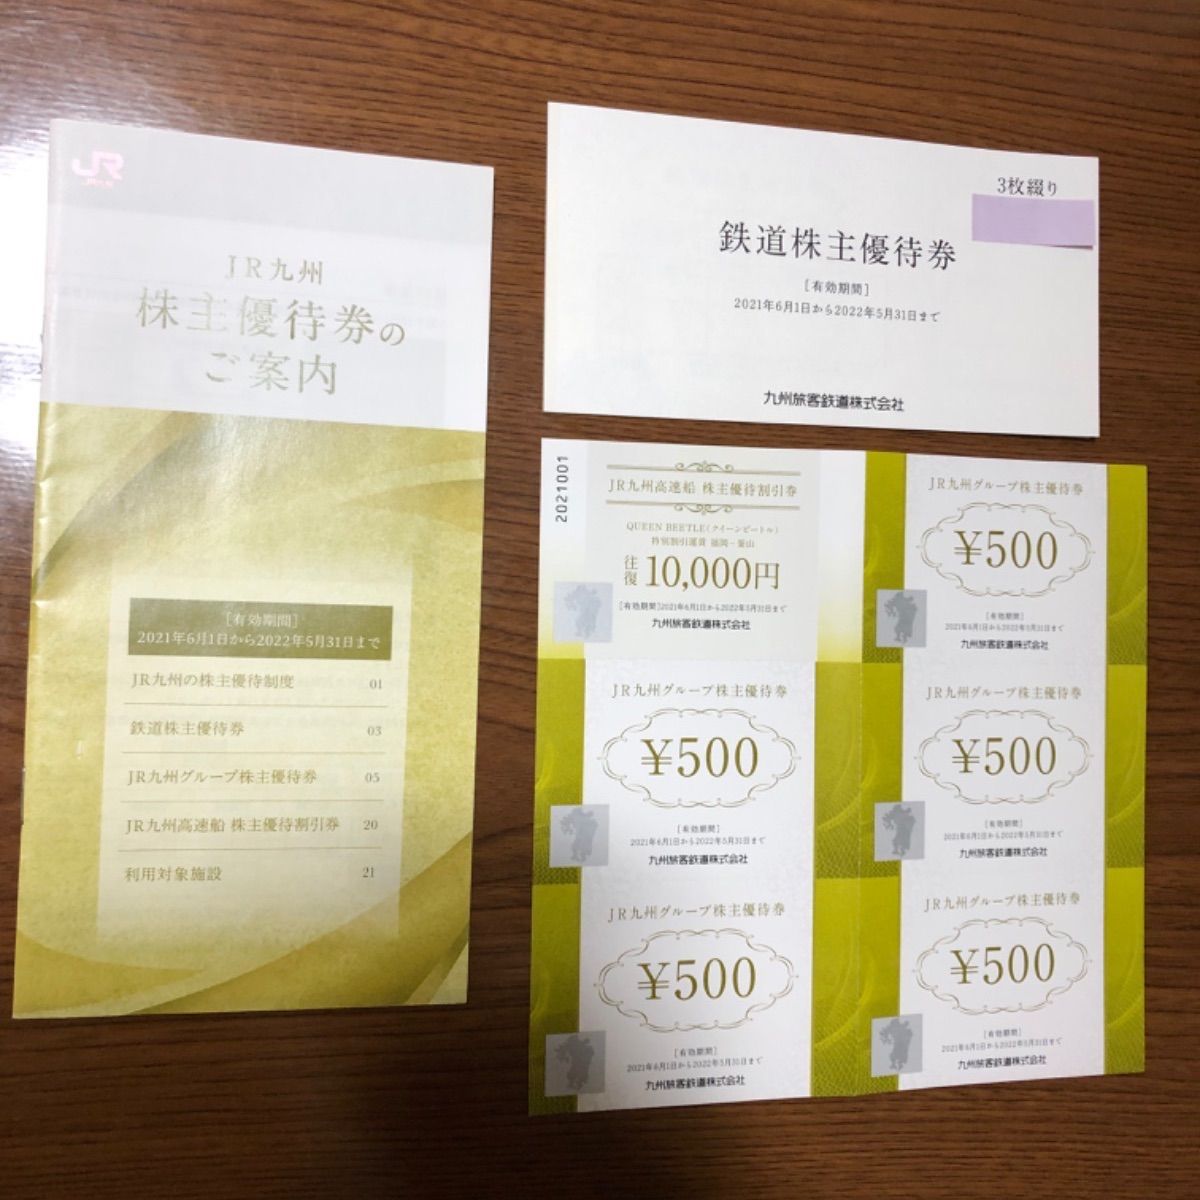 JR
JR九州
JR九州
株主優待券の
ご案内
[有効期間]
2021年6月1日から2022年5月31日まで
JR九州の株主優待制度 01
鉄道株主優待券 03
JR九州グループ株主優待券 05
JR九州高速船 株主優待割引券 20
利用対象施設 21
3枚綴り
鉄道株主優待券
[有効期間]
2021年6月1日から2022年5月31日まで
九州旅客鉄道株式会社
2021001
JR九州高速船 株主優待割引券
QUEEN BEETLE(クイーンビートル)
特別割引運賃 福岡－釜山
往復 10,000円
[有効期間]2021年6月1日から2022年5月31日まで
九州旅客鉄道株式会社
JR九州グループ株主優待券
¥500
[有効期間]
2021年6月1日から2022年5月31日まで
九州旅客鉄道株式会社
JR九州グループ株主優待券
¥500
[有効期間]
2021年6月1日から2022年5月31日まで
九州旅客鉄道株式会社
JR九州グループ株主優待券
¥500
[有効期間]
2021年6月1日から2022年5月31日まで
九州旅客鉄道株式会社
JR九州グループ株主優待券
¥500
[有効期間]
2021年6月1日から2022年5月31日まで
九州旅客鉄道株式会社
JR九州グループ株主優待券
¥500
[有効期間]
2021年6月1日から2022年5月31日まで
九州旅客鉄道株式会社